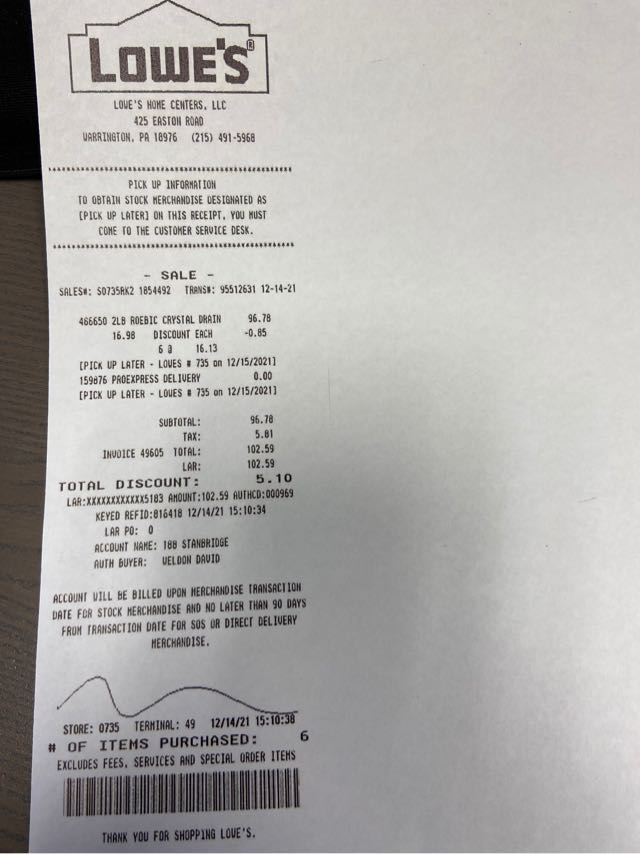 LOWE'S®
LOWE'S HOME CENTERS, LLC
425 EASTON ROAD
WARRINGTON, PA 18976 (215) 491-5968
PICK UP INFORMATION
TO OBTAIN STOCK MERCHANDISE DESIGNATED AS
[PICK UP LATER] ON THIS RECEIPT, YOU MUST
COME TO THE CUSTOMER SERVICE DESK.
- SALE -
SALES#: S0735RK2 1854492 TRANS#: 95512631 12-14-21
466650 2LB ROEBIC CRYSTAL DRAIN 96.78
16.98 DISCOUNT EACH -0.85
6 @ 16.13
[PICK UP LATER - LOWES # 735 on 12/15/2021]
159876 PROEXPRESS DELIVERY 0.00
[PICK UP LATER - LOWES # 735 on 12/15/2021]
SUBTOTAL: 96.78
TAX: 5.81
INVOICE 49605 TOTAL: 102.59
LAR: 102.59
TOTAL DISCOUNT: 5.10
LAR:XXXXXXXXXXXX5183 AMOUNT:102.59 AUTHCD:000969
KEYED REFID:816418 12/14/21 15:10:34
LAR PO: 0
ACCOUNT NAME: 188 STANBRIDGE
AUTH BUYER: WELDON DAVID
ACCOUNT WILL BE BILLED UPON MERCHANDISE TRANSACTION
DATE FOR STOCK MERCHANDISE AND NO LATER THAN 90 DAYS
FROM TRANSACTION DATE FOR SOS OR DIRECT DELIVERY
MERCHANDISE.
STORE: 0735 TERMINAL: 49 12/14/21 15:10:38
# OF ITEMS PURCHASED: 6
EXCLUDES FEES, SERVICES AND SPECIAL ORDER ITEMS
THANK YOU FOR SHOPPING LOWE'S.